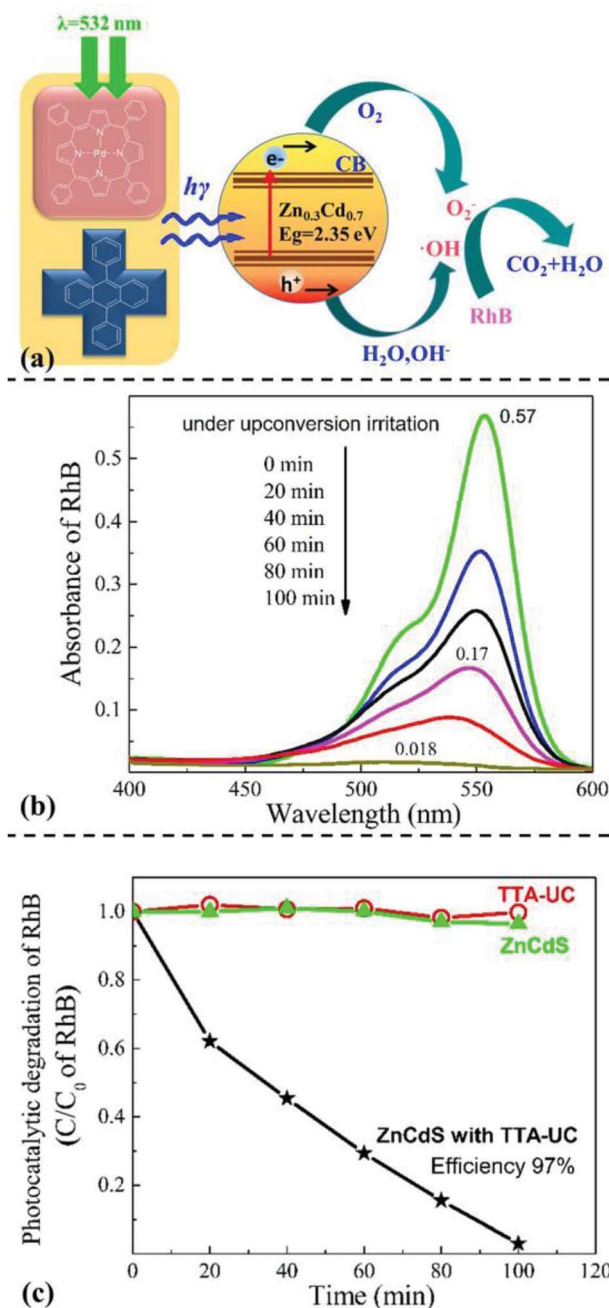 λ=532 nm
N
N
Pd
N
N
hγ
e-
CB
Zn0.3Cd0.7
Eg=2.35 eV
h+
O2
O2-
·OH
RhB
CO2+H2O
H2O,OH-
(a)
under upconversion irritation
0.57
0 min
20 min
40 min
60 min
80 min
100 min
0.17
0.018
0.5
0.4
0.3
0.2
0.1
Absorbance of RhB
400
450
500
550
600
Wavelength (nm)
(b)
TTA-UC
ZnCdS
1.0
0.8
0.6
0.4
0.2
Photocatalytic degradation of RhB
(C/C0 of RhB)
ZnCdS with TTA-UC
Efficiency 97%
0
20
40
60
80
100
120
Time (min)
(c)